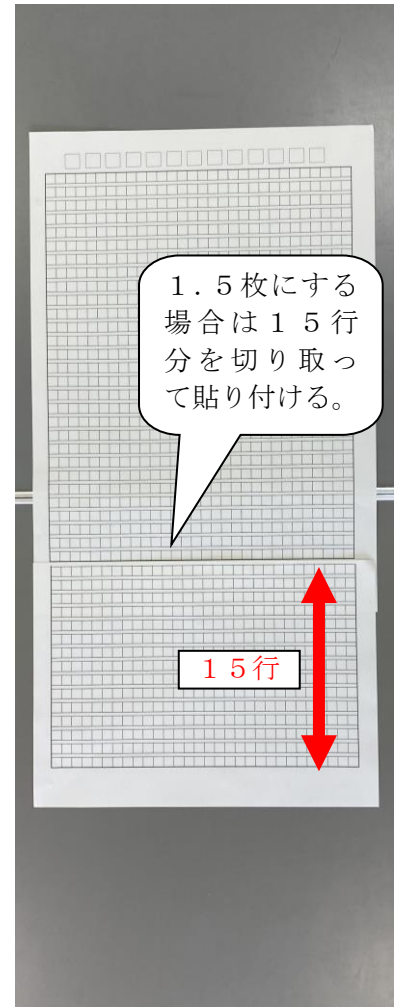 １．５枚にする
場合は１５行
分を切り取っ
て貼り付ける。
１５行